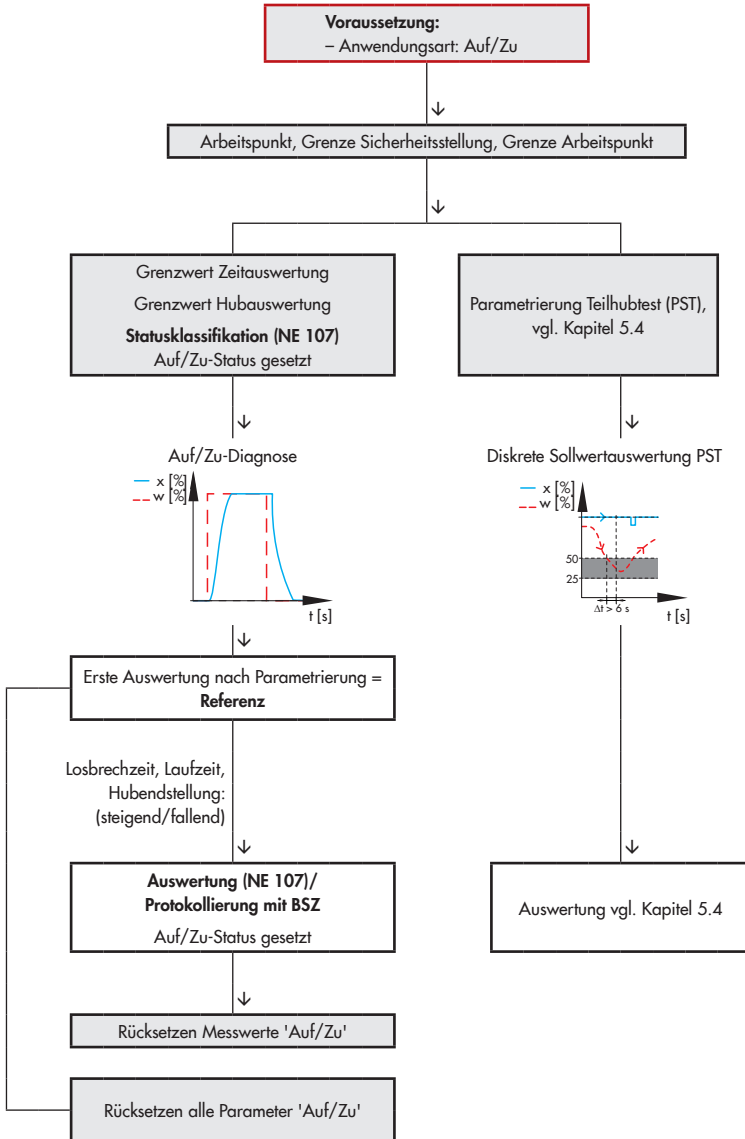 Voraussetzung:
– Anwendungsart: Auf/Zu
Arbeitspunkt, Grenze Sicherheitsstellung, Grenze Arbeitspunkt
Grenzwert Zeitauswertung
Grenzwert Hubauswertung
Statusklassifikation (NE 107)
Auf/Zu-Status gesetzt
Parametrierung Teilhubtest (PST),
vgl. Kapitel 5.4
Auf/Zu-Diagnose
x [%]
w [%]
t [s]
Diskrete Sollwertauswertung PST
x [%]
w [%]
50
25
Δt > 6 s
t [s]
Erste Auswertung nach Parametrierung =
Referenz
Losbrechzeit, Laufzeit,
Hubendstellung:
(steigend/fallend)
Auswertung (NE 107)/
Protokollierung mit BSZ
Auf/Zu-Status gesetzt
Auswertung vgl. Kapitel 5.4
Rücksetzen Messwerte 'Auf/Zu'
Rücksetzen alle Parameter 'Auf/Zu'